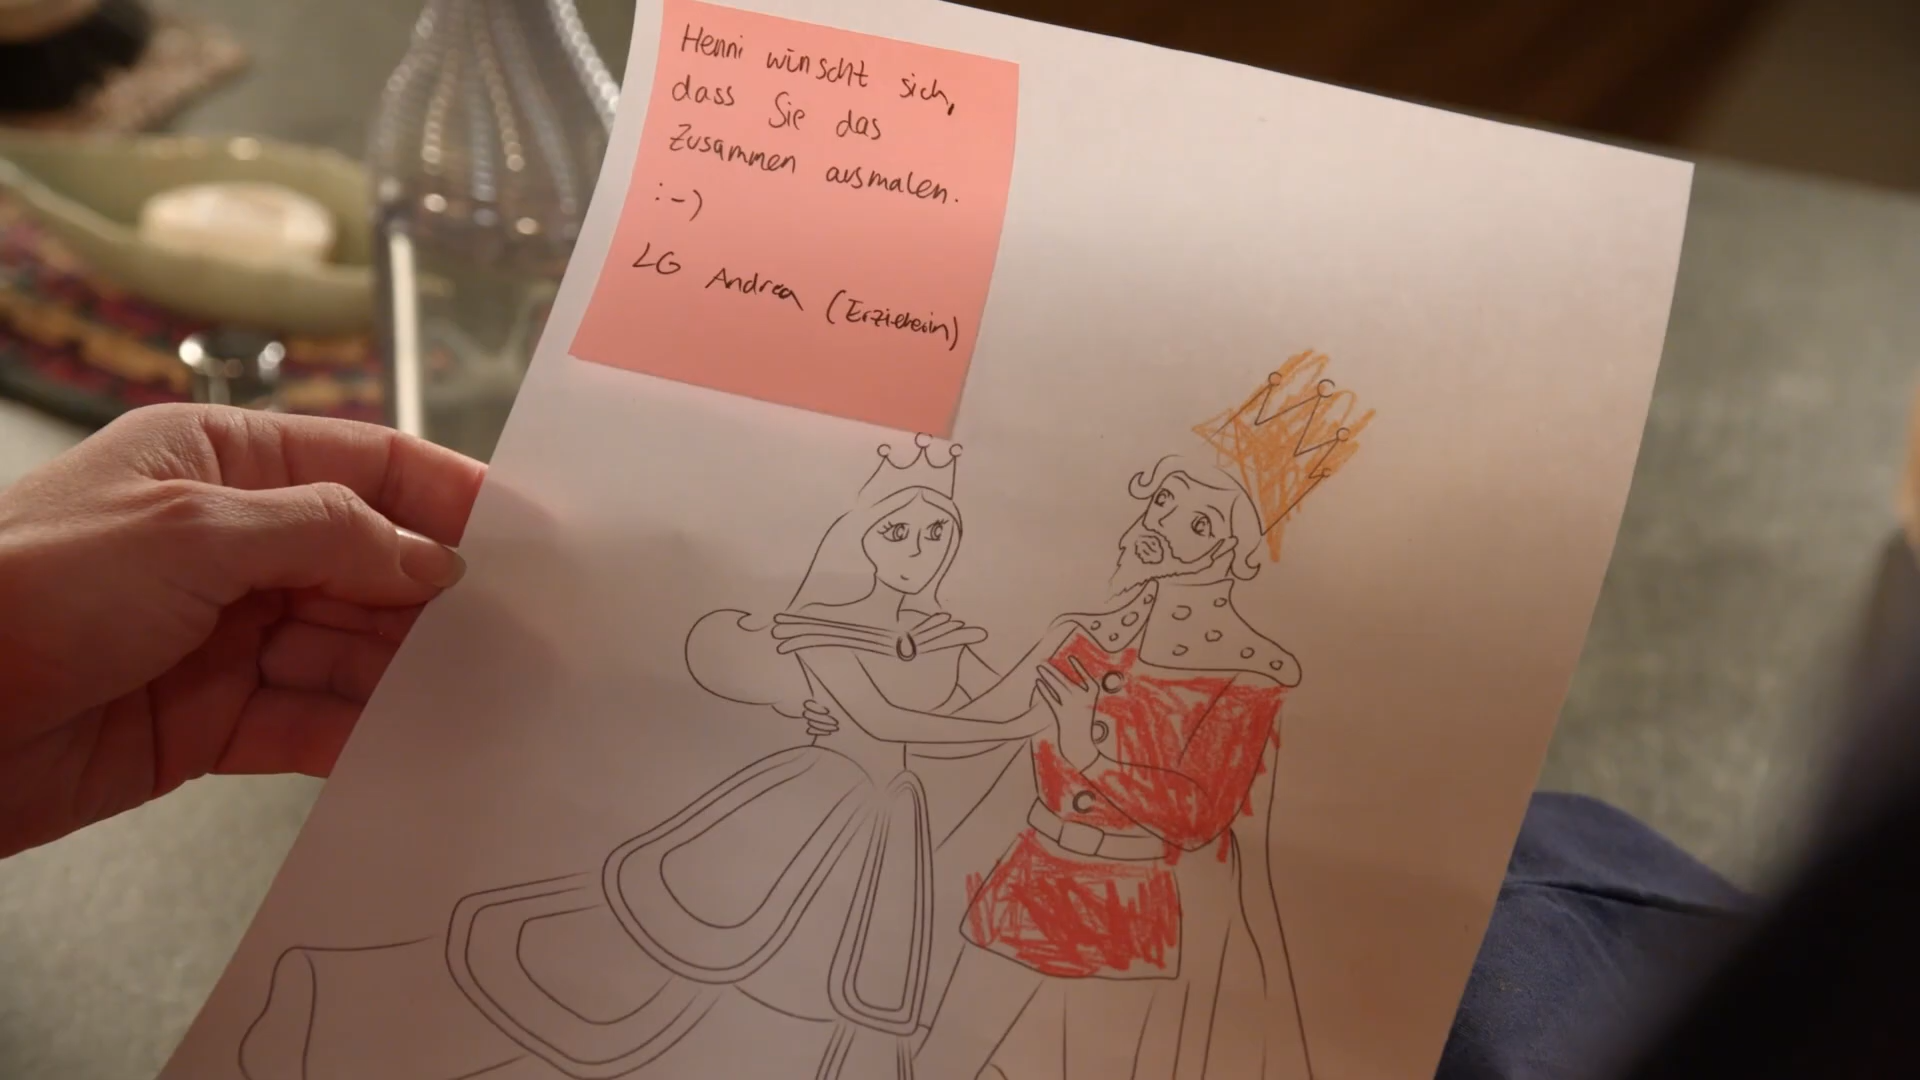 Henni wünscht sich,
dass Sie das
Zusammen ausmalen.
:-)
LG Andrea (Erzieherin)